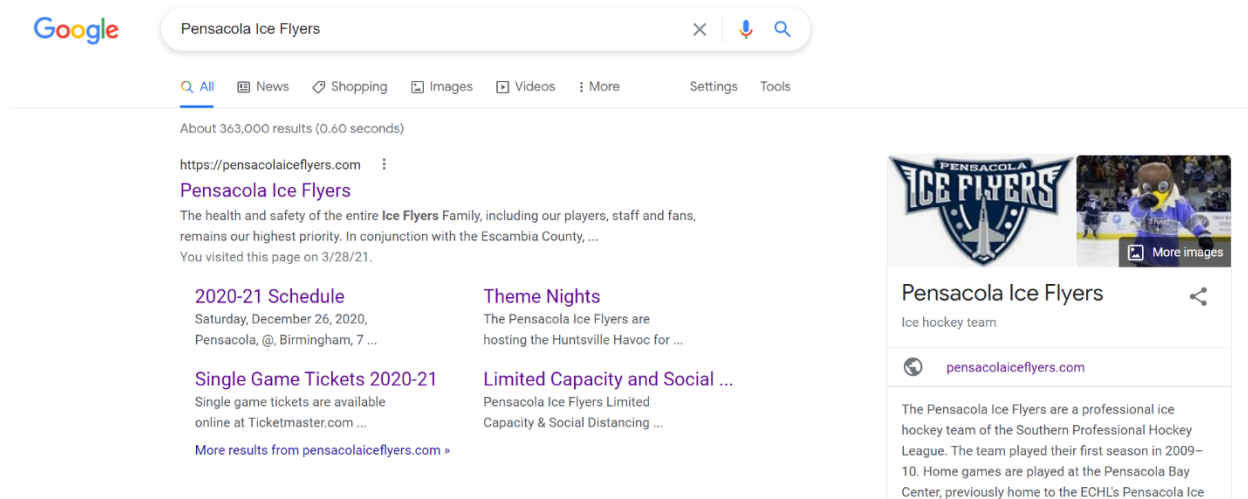 Google
Pensacola Ice Flyers
All News Shopping Images Videos More Settings Tools
About 363,000 results (0.60 seconds)
https://pensacolaiceflyers.com
Pensacola Ice Flyers
The health and safety of the entire Ice Flyers Family, including our players, staff and fans,
remains our highest priority. In conjunction with the Escambia County, ...
You visited this page on 3/28/21.
2020-21 Schedule
Saturday, December 26, 2020,
Pensacola, @, Birmingham, 7 ...
Theme Nights
The Pensacola Ice Flyers are
hosting the Huntsville Havoc for ...
Single Game Tickets 2020-21
Single game tickets are available
online at Ticketmaster.com ...
Limited Capacity and Social ...
Pensacola Ice Flyers Limited
Capacity & Social Distancing ...
More results from pensacolaiceflyers.com »
PENSACOLA
ICE FLYERS
More images
Pensacola Ice Flyers
Ice hockey team
pensacolaiceflyers.com
The Pensacola Ice Flyers are a professional ice
hockey team of the Southern Professional Hockey
League. The team played their first season in 2009–
10. Home games are played at the Pensacola Bay
Center, previously home to the ECHL's Pensacola Ice